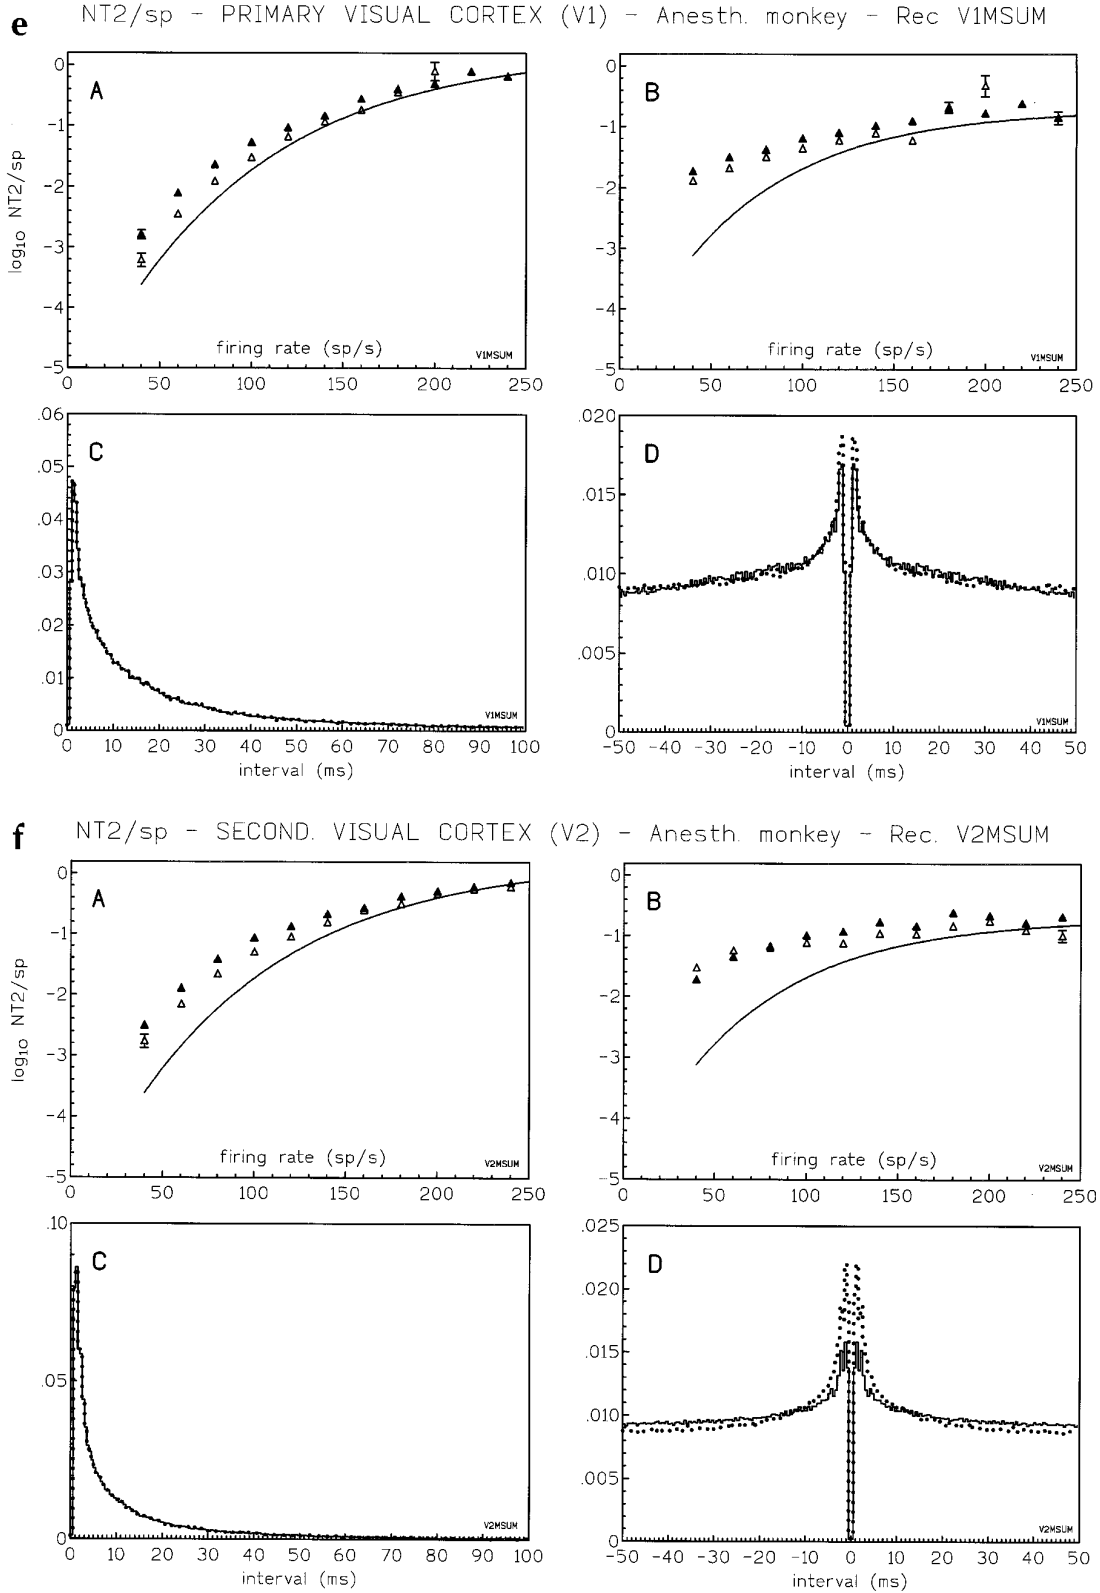 e
NT2/sp - PRIMARY VISUAL CORTEX (V1) - Anesth. monkey - Rec V1MSUM
A
0
-1
-2
-3
-4
-5
log10 NT2/sp
firing rate (sp/s)
V1MSUM
0 50 100 150 200 250
B
0
-1
-2
-3
-4
-5
firing rate (sp/s)
V1MSUM
0 50 100 150 200 250
C
.06
.05
.04
.03
.02
.01
0
V1MSUM
0 10 20 30 40 50 60 70 80 90 100
interval (ms)
D
.020
.015
.010
.005
0
V1MSUM
-50 -40 -30 -20 -10 0 10 20 30 40 50
interval (ms)
f
NT2/sp - SECOND. VISUAL CORTEX (V2) - Anesth. monkey - Rec. V2MSUM
A
0
-1
-2
-3
-4
-5
log10 NT2/sp
firing rate (sp/s)
V2MSUM
0 50 100 150 200 250
B
0
-1
-2
-3
-4
-5
firing rate (sp/s)
V2MSUM
0 50 100 150 200 250
C
.10
.05
0
V2MSUM
0 10 20 30 40 50 60 70 80 90 100
interval (ms)
D
.025
.020
.015
.010
.005
0
V2MSUM
-50 -40 -30 -20 -10 0 10 20 30 40 50
interval (ms)